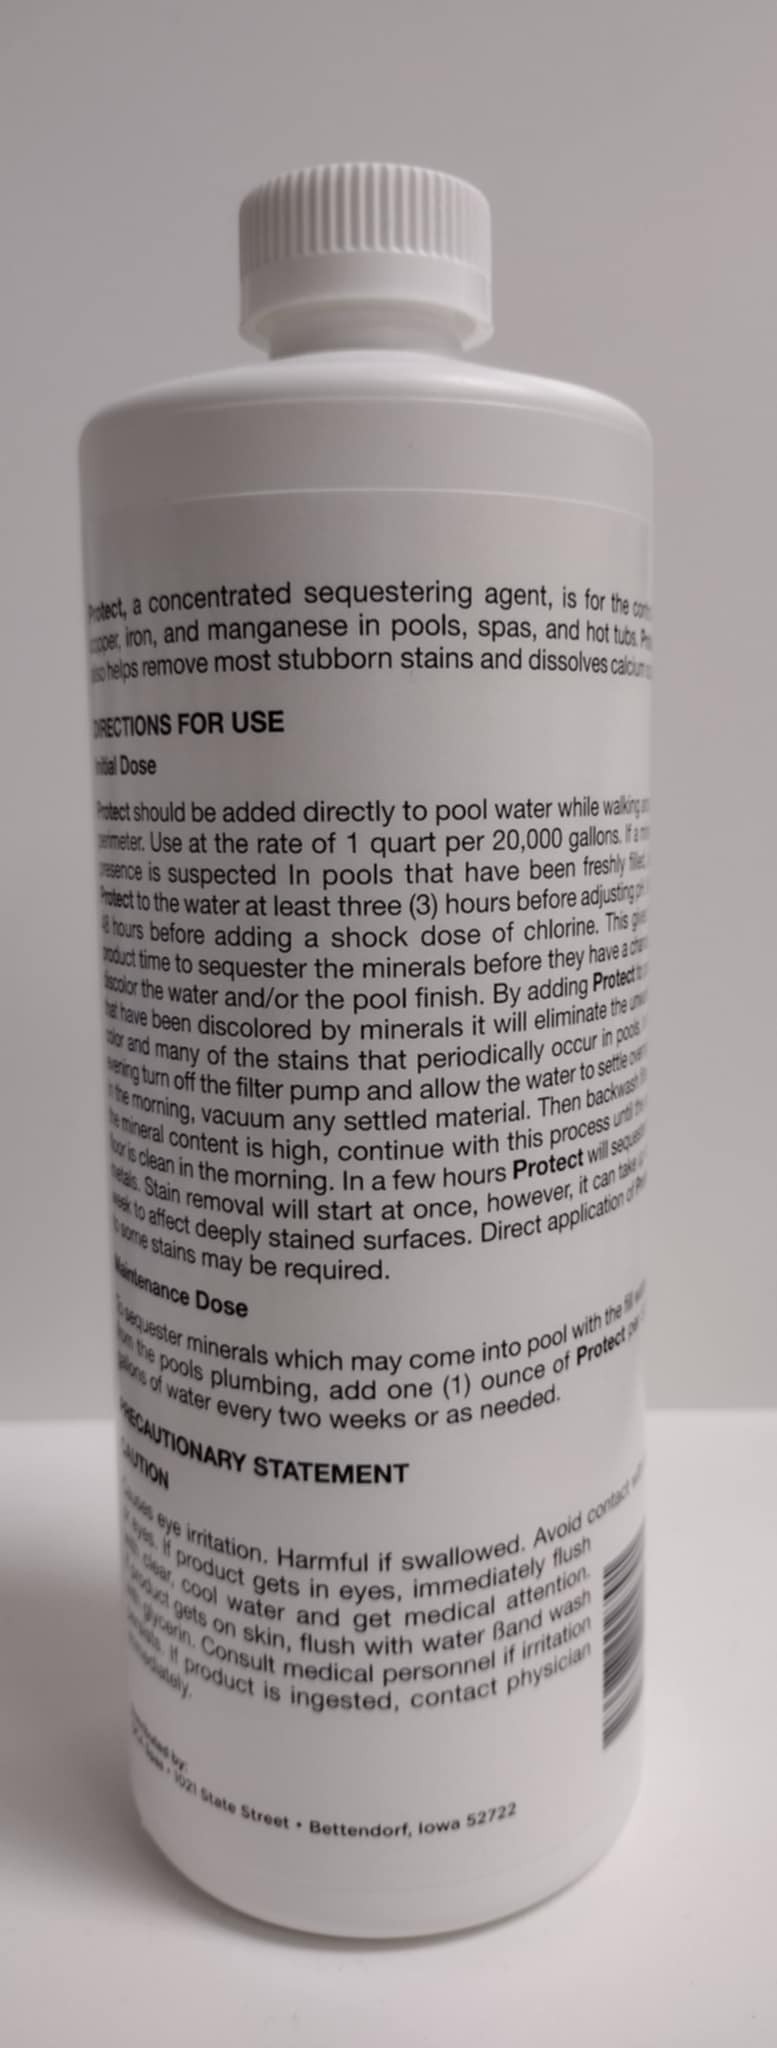 Protect, a concentrated sequestering agent, is for the
copper, iron, and manganese in pools, spas, and hot tubs.
also helps remove most stubborn stains and dissolves calcium
DIRECTIONS FOR USE
Initial Dose
Protect should be added directly to pool water while walking
perimeter. Use at the rate of 1 quart per 20,000 gallons. If a
presence is suspected In pools that have been freshly filled,
Protect to the water at least three (3) hours before adjusting
48 hours before adding a shock dose of chlorine. This
product time to sequester the minerals before they have a
discolor the water and/or the pool finish. By adding Protect
that have been discolored by minerals it will eliminate the
color and many of the stains that periodically occur in pools.
evening turn off the filter pump and allow the water to settle
In the morning, vacuum any settled material. Then backwash
the mineral content is high, continue with this process until
floor is clean in the morning. In a few hours Protect will
metals. Stain removal will start at once, however, it can take
week to affect deeply stained surfaces. Direct application of
to some stains may be required.
Maintenance Dose
To sequester minerals which may come into pool with the fill
from the pools plumbing, add one (1) ounce of Protect per
gallons of water every two weeks or as needed.
PRECAUTIONARY STATEMENT
CAUTION
Causes eye irritation. Harmful if swallowed. Avoid contact
or eyes. If product gets in eyes, immediately flush
with clear, cool water and get medical attention.
If product gets on skin, flush with water ßand wash
with glycerin. Consult medical personnel if irritation
persists. If product is ingested, contact physician
immediately.
Distributed by:
1021 State Street • Bettendorf, Iowa 52722